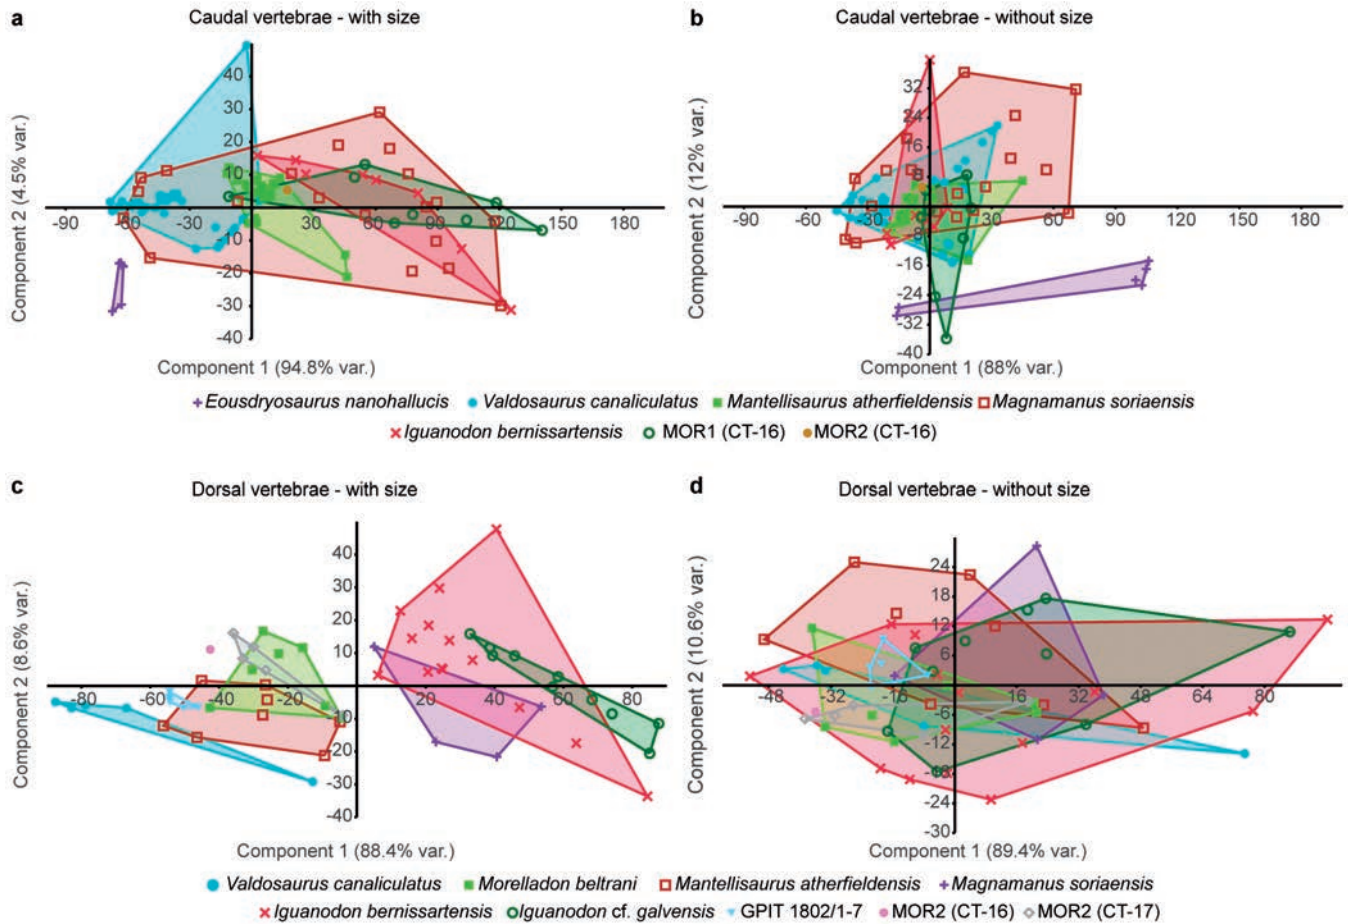 a
Caudal vertebrae - with size
Component 2 (4.5% var.)
40
30
20
10
-90 -60 -30 30 60 90 120 150 180
-10
-20
-30
-40
Component 1 (94.8% var.)
b
Caudal vertebrae - without size
Component 2 (12% var.)
32
24
16
8
-90 -60 -30 30 60 90 120 150 180
-8
-16
-24
-32
-40
Component 1 (88% var.)
Eousdryosaurus nanohallucis Valdosaurus canaliculatus Mantellisaurus atherfieldensis Magnamanus soriaensis
Iguanodon bernissartensis MOR1 (CT-16) MOR2 (CT-16)
c
Dorsal vertebrae - with size
Component 2 (8.6% var.)
40
30
20
10
-80 -60 -40 -20 20 40 60 80
-10
-20
-30
-40
Component 1 (88.4% var.)
d
Dorsal vertebrae - without size
Component 2 (10.6% var.)
24
18
12
6
-48 -32 -16 16 32 48 64 80
-6
-12
-18
-24
-30
Component 1 (89.4% var.)
Valdosaurus canaliculatus Morelladon beltrani Mantellisaurus atherfieldensis Magnamanus soriaensis
Iguanodon bernissartensis Iguanodon cf. galvensis GPIT 1802/1-7 MOR2 (CT-16) MOR2 (CT-17)